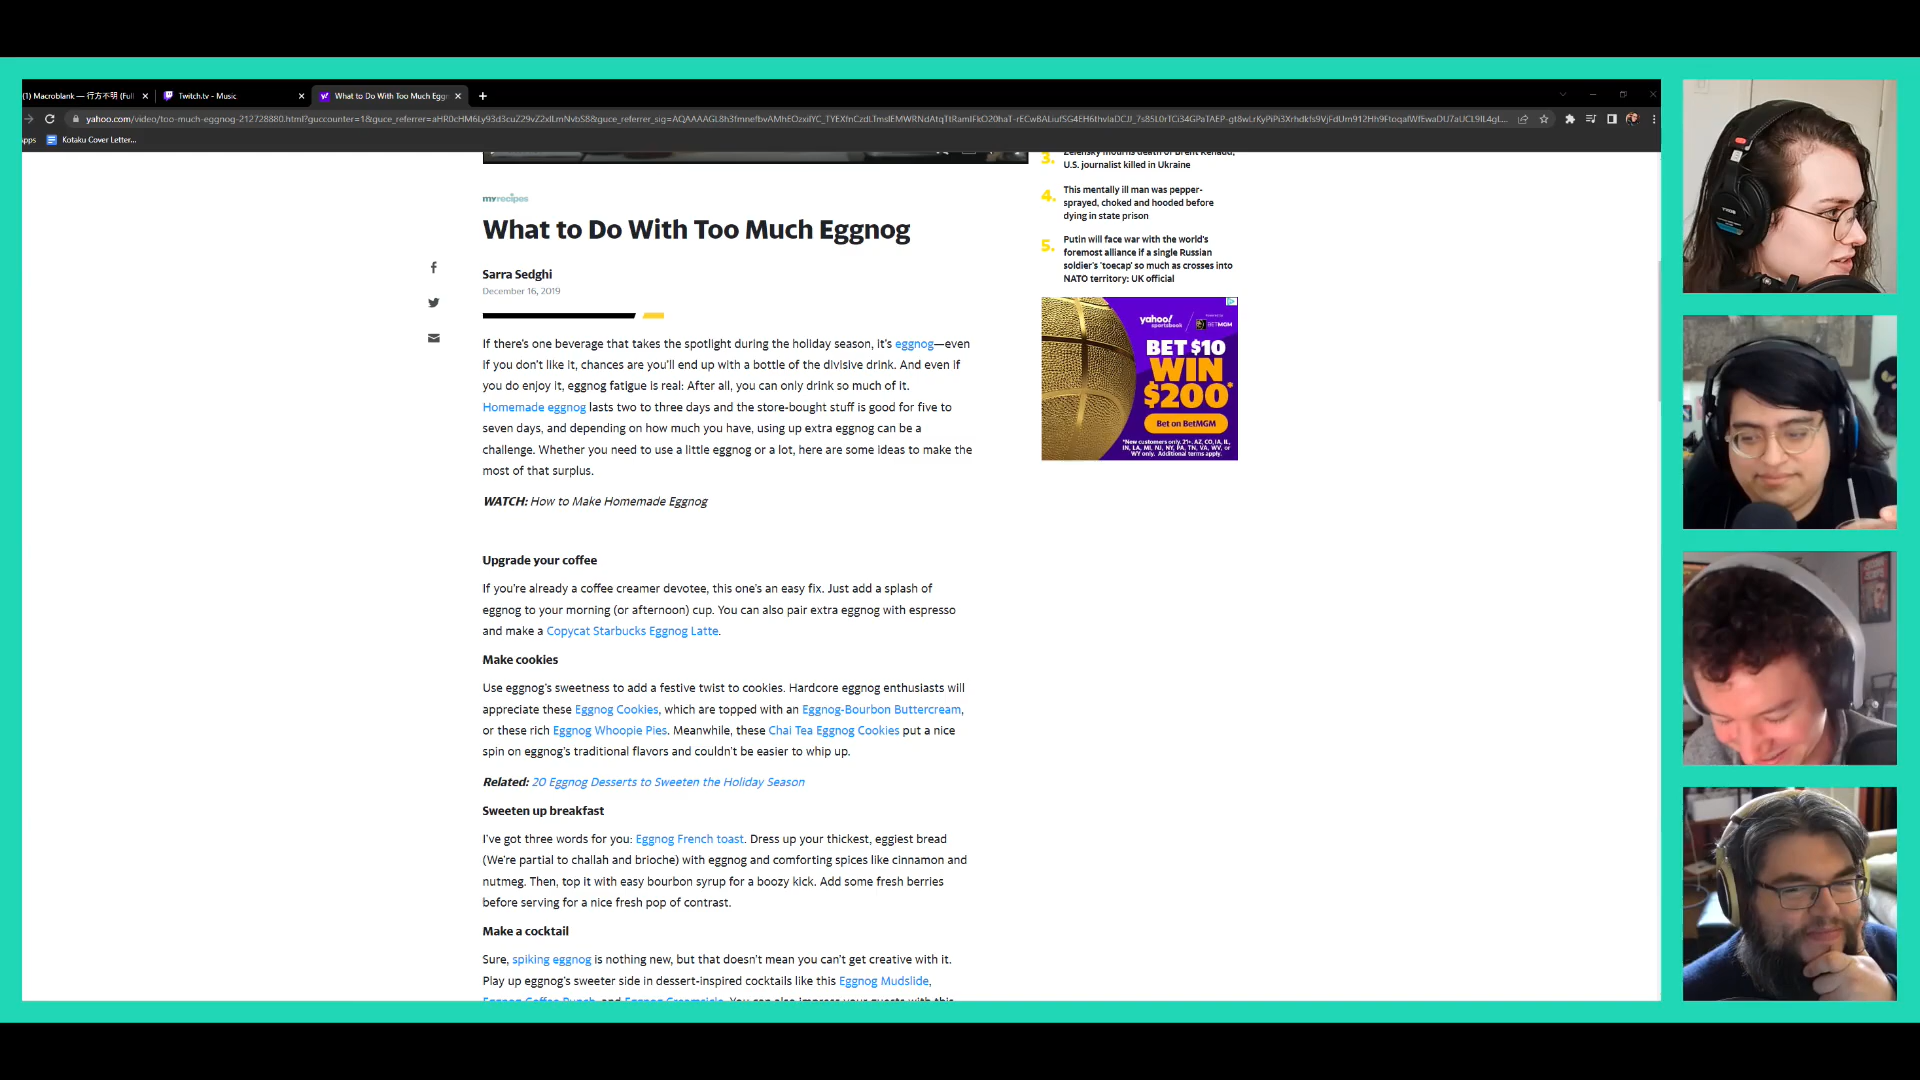 (1) Macroblank — 行方不明 (Full
Twitch.tv - Music
What to Do With Too Much Eggn
Apps
Kotaku Cover Letter...
myrecipes
What to Do With Too Much Eggnog
Sarra Sedghi
December 16, 2019
If there's one beverage that takes the spotlight during the holiday season, it's eggnog—even
if you don't like it, chances are you'll end up with a bottle of the divisive drink. And even if
you do enjoy it, eggnog fatigue is real: After all, you can only drink so much of it.
Homemade eggnog lasts two to three days and the store-bought stuff is good for five to
seven days, and depending on how much you have, using up extra eggnog can be a
challenge. Whether you need to use a little eggnog or a lot, here are some ideas to make the
most of that surplus.
WATCH: How to Make Homemade Eggnog
Upgrade your coffee
If you're already a coffee creamer devotee, this one's an easy fix. Just add a splash of
eggnog to your morning (or afternoon) cup. You can also pair extra eggnog with espresso
and make a Copycat Starbucks Eggnog Latte.
Make cookies
Use eggnog's sweetness to add a festive twist to cookies. Hardcore eggnog enthusiasts will
appreciate these Eggnog Cookies, which are topped with an Eggnog-Bourbon Buttercream,
or these rich Eggnog Whoopie Pies. Meanwhile, these Chai Tea Eggnog Cookies put a nice
spin on eggnog's traditional flavors and couldn't be easier to whip up.
Related: 20 Eggnog Desserts to Sweeten the Holiday Season
Sweeten up breakfast
I've got three words for you: Eggnog French toast. Dress up your thickest, eggiest bread
(We're partial to challah and brioche) with eggnog and comforting spices like cinnamon and
nutmeg. Then, top it with easy bourbon syrup for a boozy kick. Add some fresh berries
before serving for a nice fresh pop of contrast.
Make a cocktail
Sure, spiking eggnog is nothing new, but that doesn't mean you can't get creative with it.
Play up eggnog's sweeter side in dessert-inspired cocktails like this Eggnog Mudslide,
Eggnog Coffee Punch, and Eggnog Creamsicle. You can also impress your guests with this
3. Zelensky mourns death of Brent Renaud,
U.S. journalist killed in Ukraine
4. This mentally ill man was pepper-
sprayed, choked and hooded before
dying in state prison
5. Putin will face war with the world's
foremost alliance if a single Russian
soldier's 'toecap' so much as crosses into
NATO territory: UK official
yahoo!
sportsbook
BETMGM
BET $10
WIN
$200*
Bet on BetMGM
*New customers only. 21+. AZ, CO, IA, IL,
IN, LA, MI, NJ, NY, PA, TN, VA, WV, or
WY only. Additional terms apply.